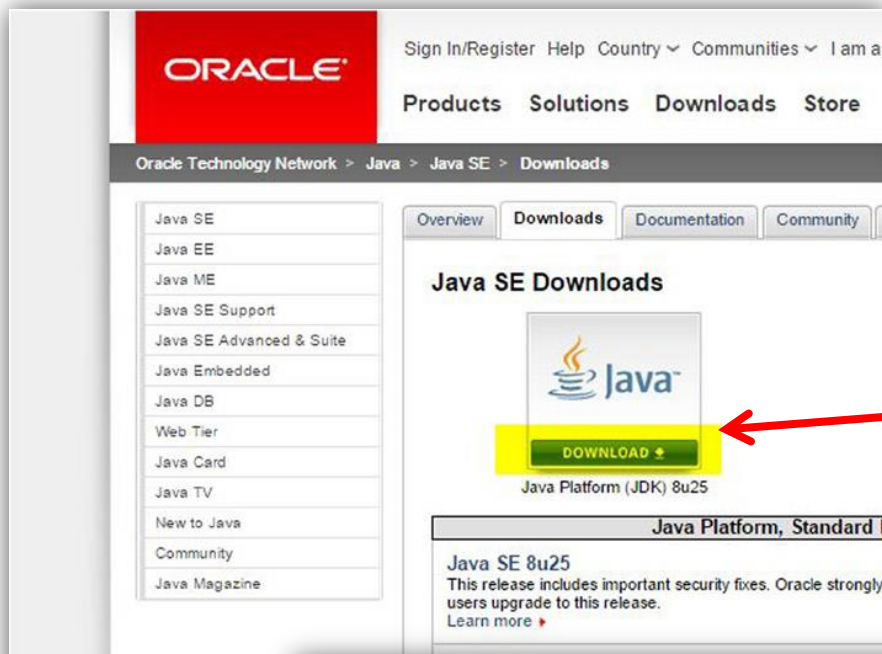 ORACLE
Sign In/Register Help Country Communities I am a
Products Solutions Downloads Store
Oracle Technology Network > Java > Java SE > Downloads
Java SE
Java EE
Java ME
Java SE Support
Java SE Advanced & Suite
Java Embedded
Java DB
Web Tier
Java Card
Java TV
New to Java
Community
Java Magazine
Overview Downloads Documentation Community
Java SE Downloads
Java™
DOWNLOAD
Java Platform (JDK) 8u25
Java Platform, Standard
Java SE 8u25
This release includes important security fixes. Oracle strongly
users upgrade to this release.
Learn more